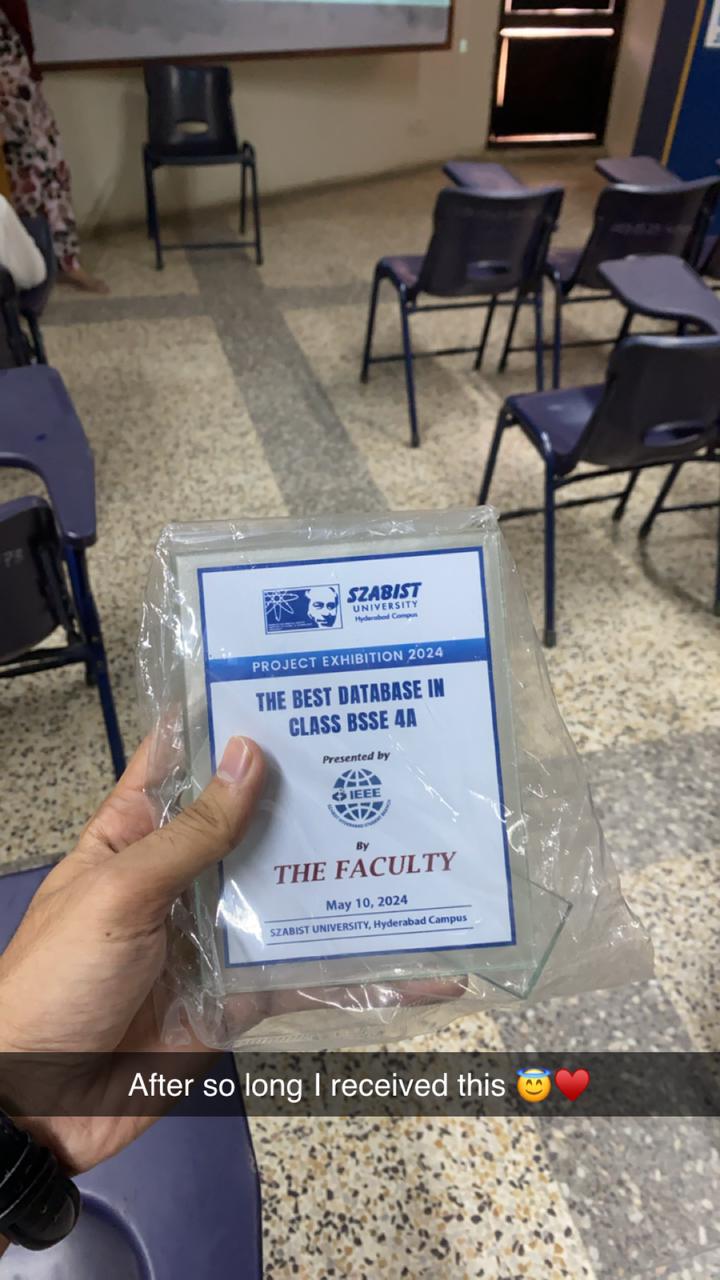 SZABIST
UNIVERSITY
Hyderabad Campus
PROJECT EXHIBITION 2024
THE BEST DATABASE IN
CLASS BSSE 4A
Presented by
IEEE
By
THE FACULTY
May 10, 2024
SZABIST UNIVERSITY, Hyderabad Campus
After so long I received this 😇♥️